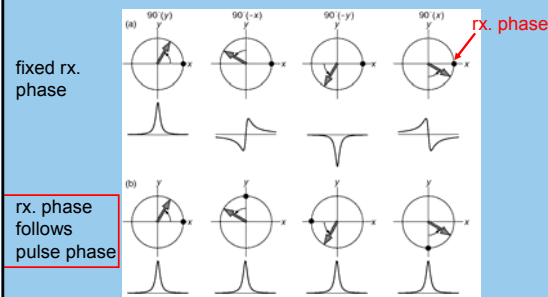 (a) 90°(y) 90°(-x) 90°(-y) 90°(x)
rx. phase
y y y y
x x x x
fixed rx.
phase
(b)
y y y y
x x x x
rx. phase
follows
pulse phase